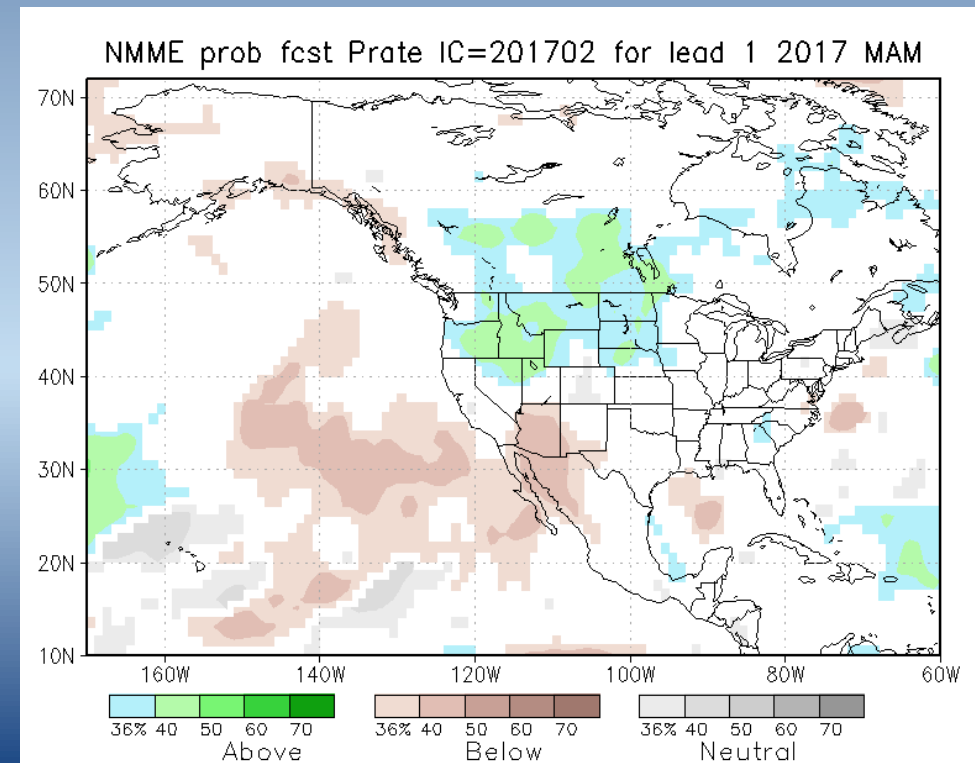 NMME prob fcst Prate IC=201702 for lead 1 2017 MAM
70N
60N
50N
40N
30N
20N
10N
160W 140W 120W 100W 80W 60W
36% 40 50 60 70 36% 40 50 60 70 36% 40 50 60 70
Above Below Neutral